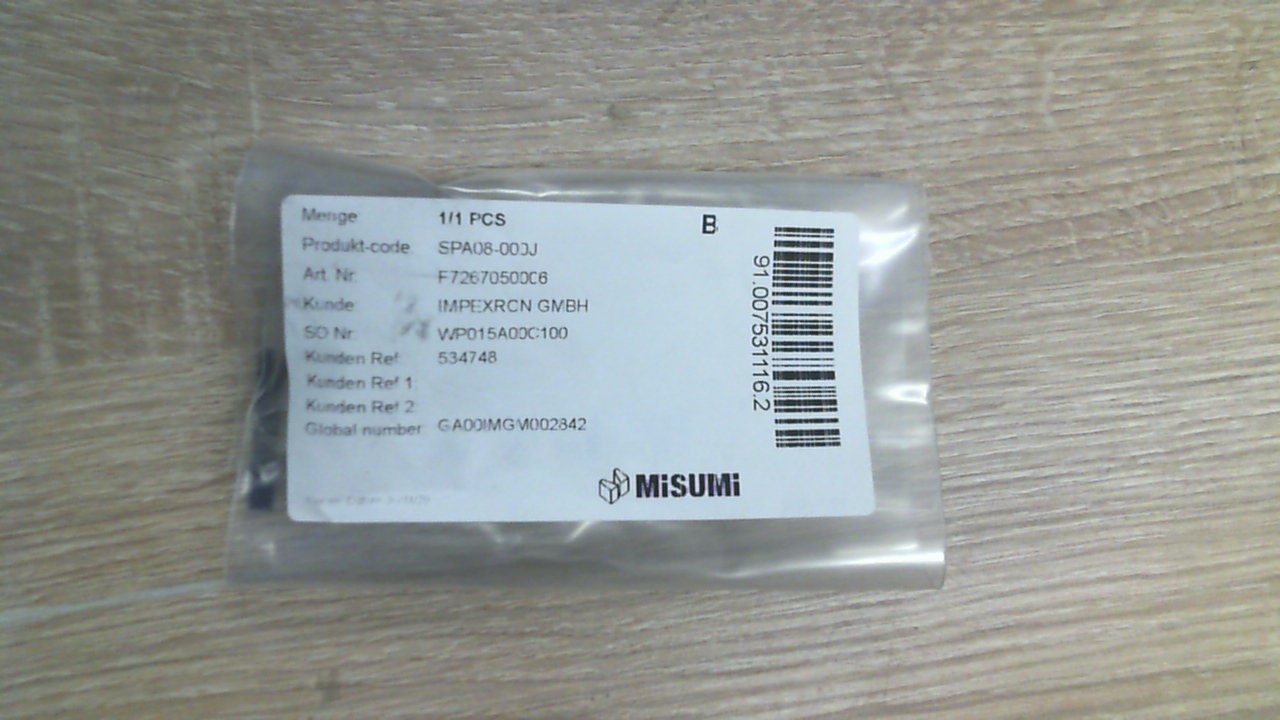 Menge 1/1 PCS B
Produkt-code SPA08-000J
Art. Nr. F7267050006
Kunde IMPEXRON GMBH
SO Nr. WP015A00C100
Kunden Ref: 534748
Kunden Ref 1:
Kunden Ref 2:
Global number GA00IMGM002842
MiSUMi
91.007531116.2